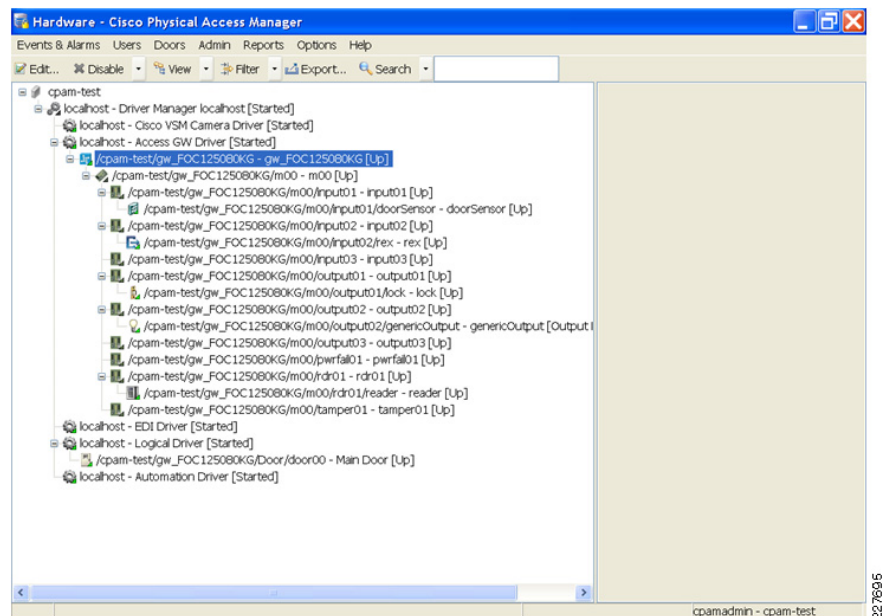 Hardware - Cisco Physical Access Manager
Events & Alarms Users Doors Admin Reports Options Help
Edit... Disable View Filter Export... Search
cpam-test
localhost - Driver Manager localhost [Started]
localhost - Cisco VSM Camera Driver [Started]
localhost - Access GW Driver [Started]
/cpam-test/gw_FOC125080KG - gw_FOC125080KG [Up]
/cpam-test/gw_FOC125080KG/m00 - m00 [Up]
/cpam-test/gw_FOC125080KG/m00/input01 - input01 [Up]
/cpam-test/gw_FOC125080KG/m00/input01/doorSensor - doorSensor [Up]
/cpam-test/gw_FOC125080KG/m00/input02 - input02 [Up]
/cpam-test/gw_FOC125080KG/m00/input02/rex - rex [Up]
/cpam-test/gw_FOC125080KG/m00/input03 - input03 [Up]
/cpam-test/gw_FOC125080KG/m00/output01 - output01 [Up]
/cpam-test/gw_FOC125080KG/m00/output01/lock - lock [Up]
/cpam-test/gw_FOC125080KG/m00/output02 - output02 [Up]
/cpam-test/gw_FOC125080KG/m00/output02/genericOutput - genericOutput [Output
/cpam-test/gw_FOC125080KG/m00/output03 - output03 [Up]
/cpam-test/gw_FOC125080KG/m00/pwrfail01 - pwrfail01 [Up]
/cpam-test/gw_FOC125080KG/m00/rdr01 - rdr01 [Up]
/cpam-test/gw_FOC125080KG/m00/rdr01/reader - reader [Up]
/cpam-test/gw_FOC125080KG/m00/tamper01 - tamper01 [Up]
localhost - EDI Driver [Started]
localhost - Logical Driver [Started]
/cpam-test/gw_FOC125080KG/Door/door00 - Main Door [Up]
localhost - Automation Driver [Started]
cpamadmin - cpam-test
227695